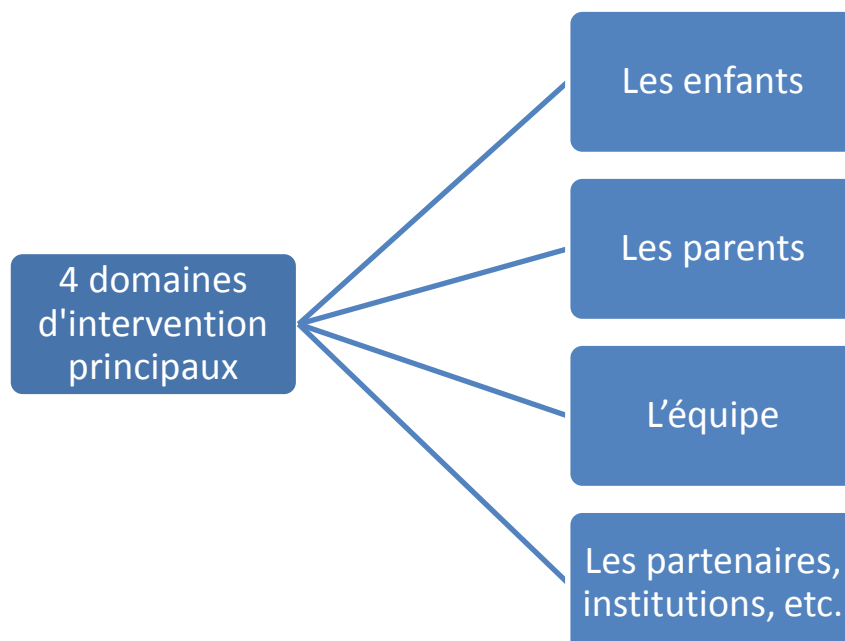 Les enfants
Les parents
4 domaines
d'intervention
principaux
L’équipe
Les partenaires,
institutions, etc.